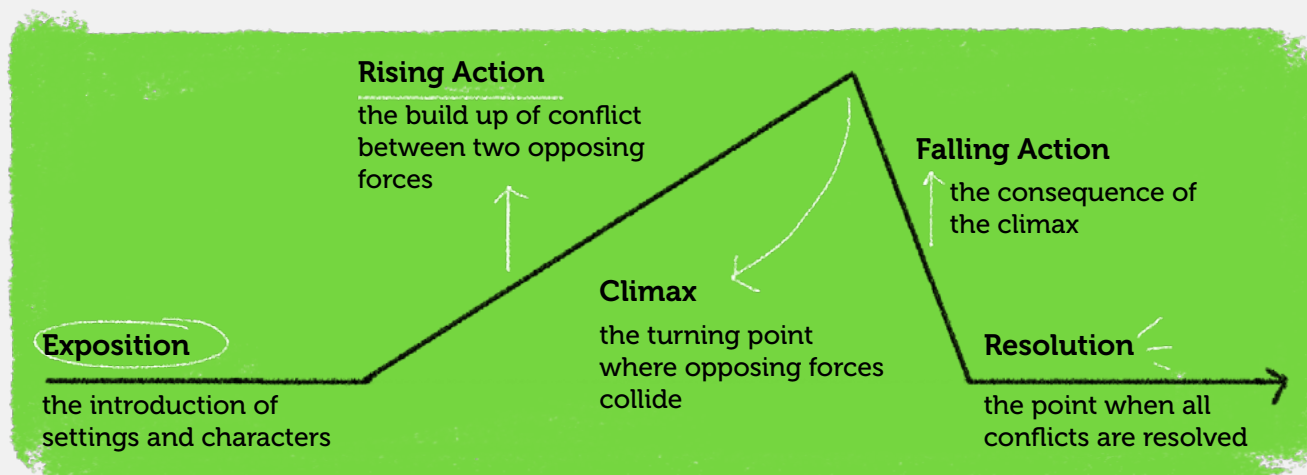 Rising Action
the build up of conflict
between two opposing
forces
Falling Action
the consequence of
the climax
Climax
the turning point
where opposing forces
collide
Exposition
the introduction of
settings and characters
Resolution
the point when all
conflicts are resolved